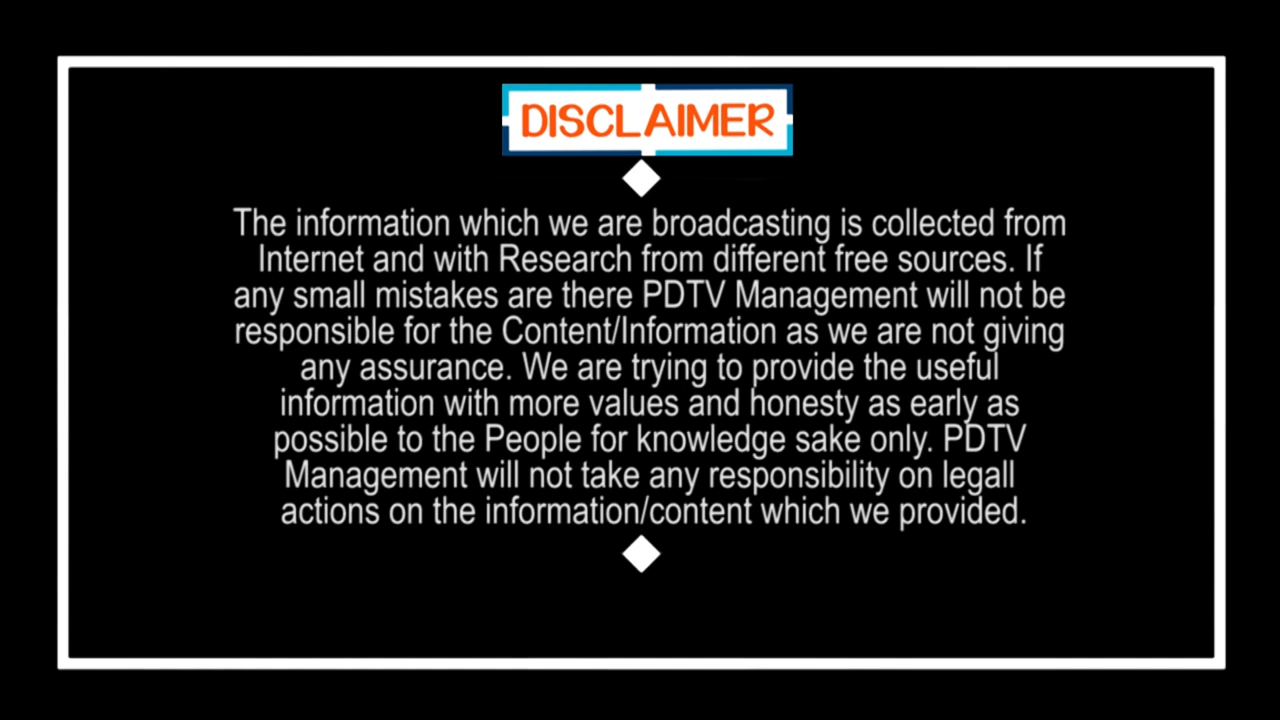 DISCLAIMER
The information which we are broadcasting is collected from
Internet and with Research from different free sources. If
any small mistakes are there PDTV Management will not be
responsible for the Content/Information as we are not giving
any assurance. We are trying to provide the useful
information with more values and honesty as early as
possible to the People for knowledge sake only. PDTV
Management will not take any responsibility on legall
actions on the information/content which we provided.